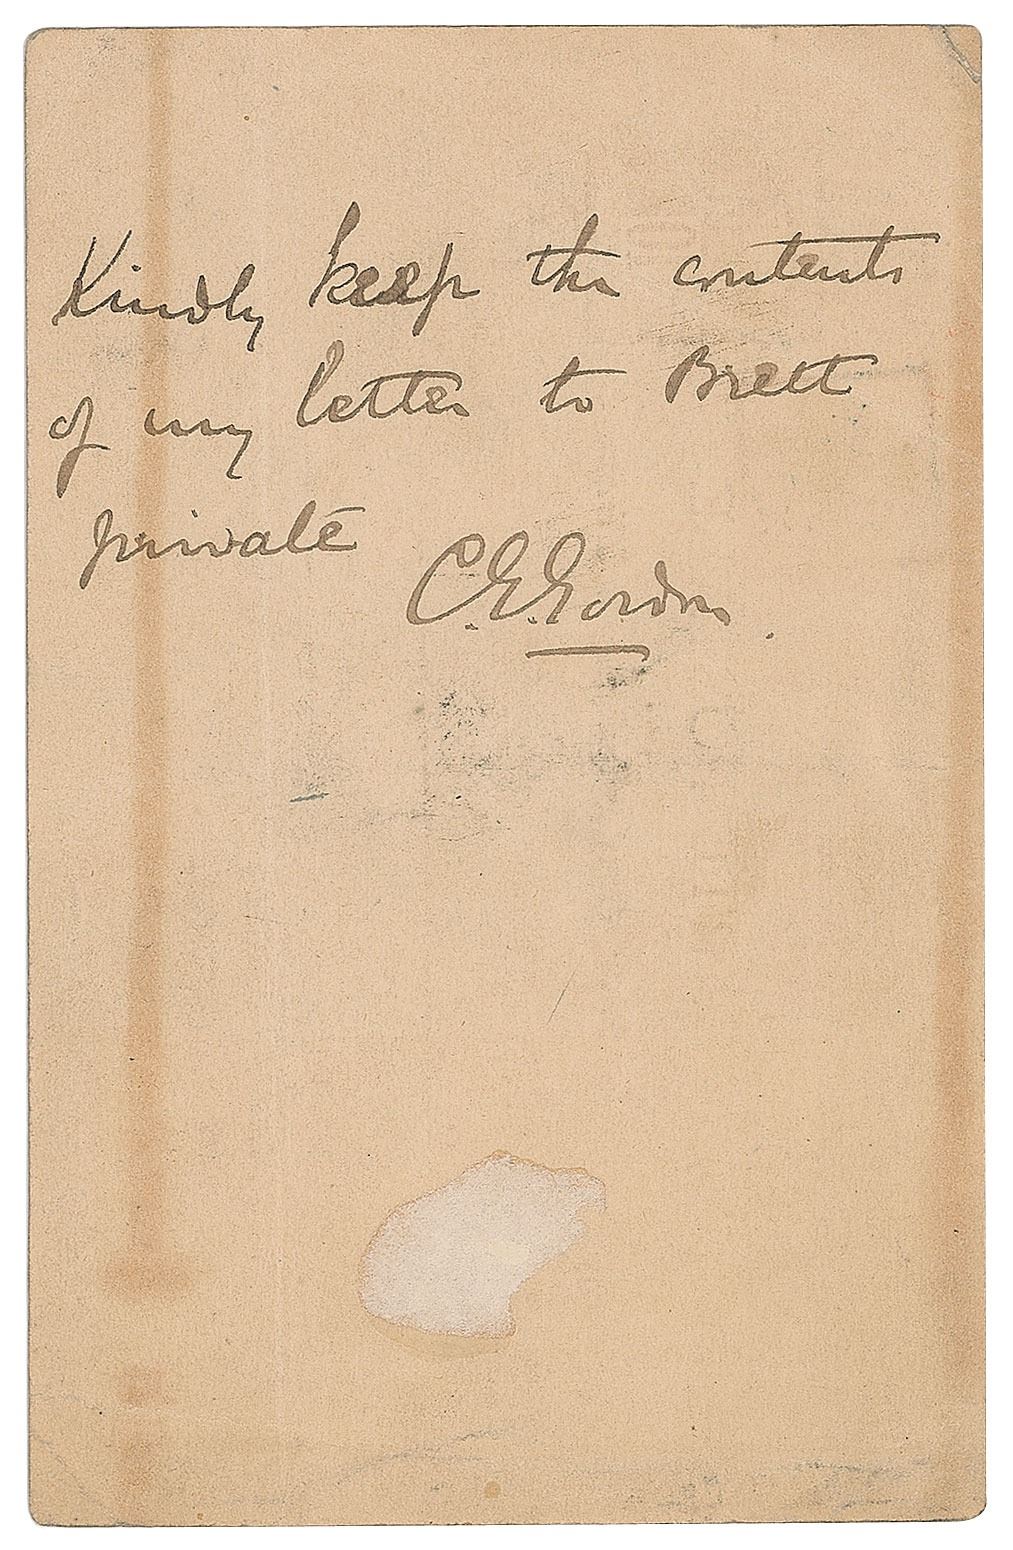 Kindly keep the contents
of my letter to Brett
private
C.G. Gordon.